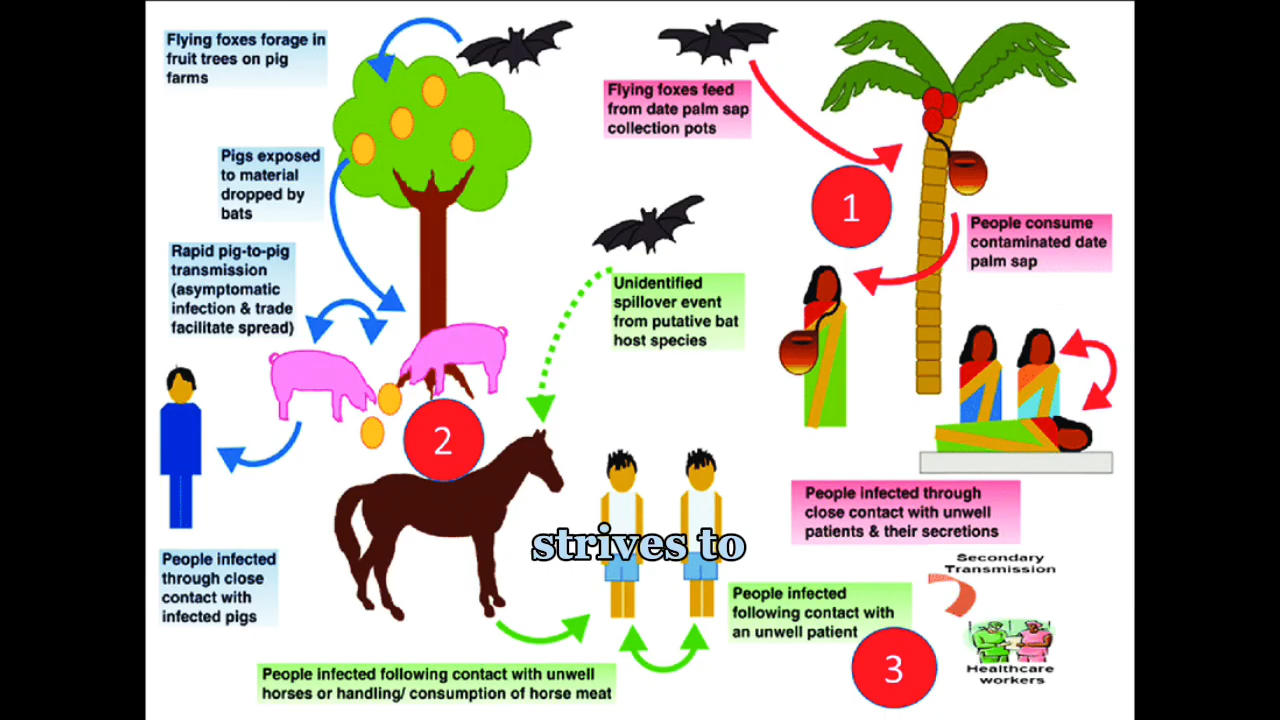 Flying foxes forage in
fruit trees on pig
farms
Flying foxes feed
from date palm sap
collection pots
Pigs exposed
to material
dropped by
bats
1
People consume
contaminated date
palm sap
Rapid pig-to-pig
transmission
(asymptomatic
infection & trade
facilitate spread)
Unidentified
spillover event
from putative bat
host species
2
People infected through
close contact with unwell
patients & their secretions
strives to
People infected
through close
contact with
infected pigs
Secondary
Transmission
People infected
following contact with
an unwell patient
3
Healthcare
workers
People infected following contact with unwell
horses or handling/ consumption of horse meat